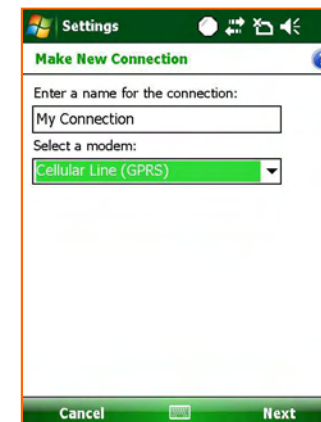 Settings
Make New Connection
Enter a name for the connection:
My Connection
Select a modem:
Cellular Line (GPRS)
Cancel
Next